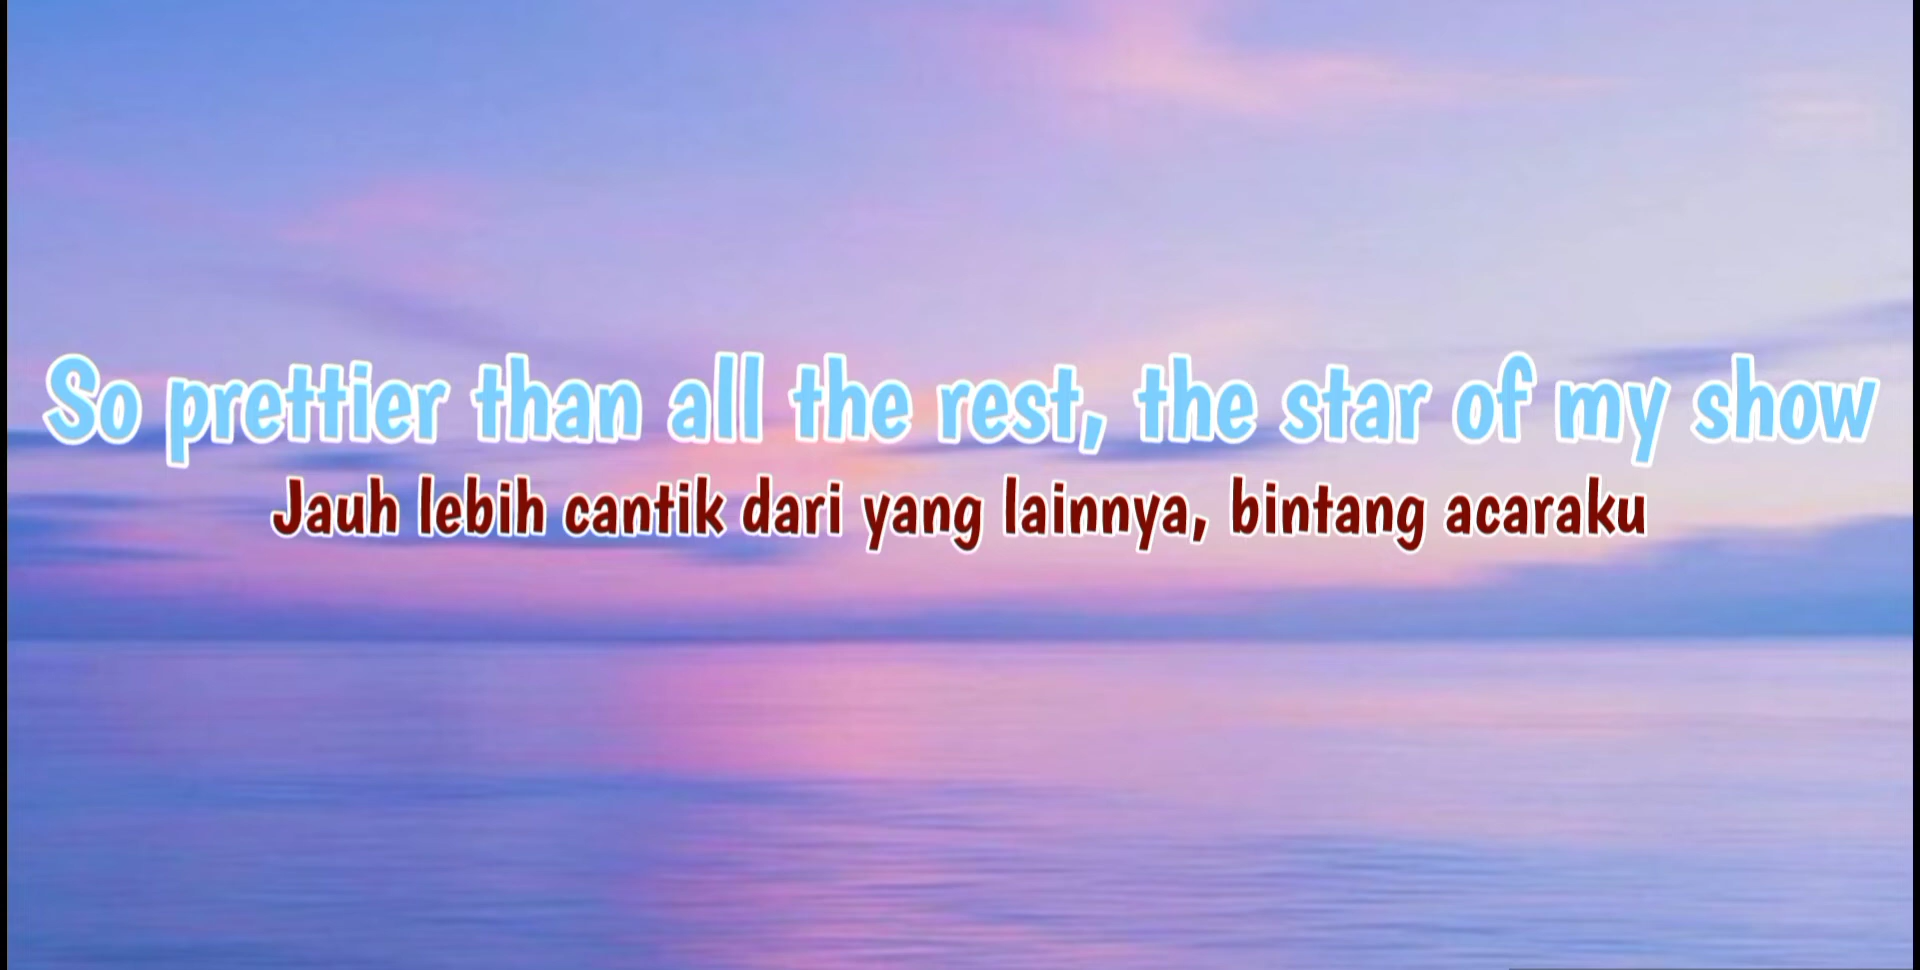 So prettier than all the rest, the star of my show
Jauh lebih cantik dari yang lainnya, bintang acaraku